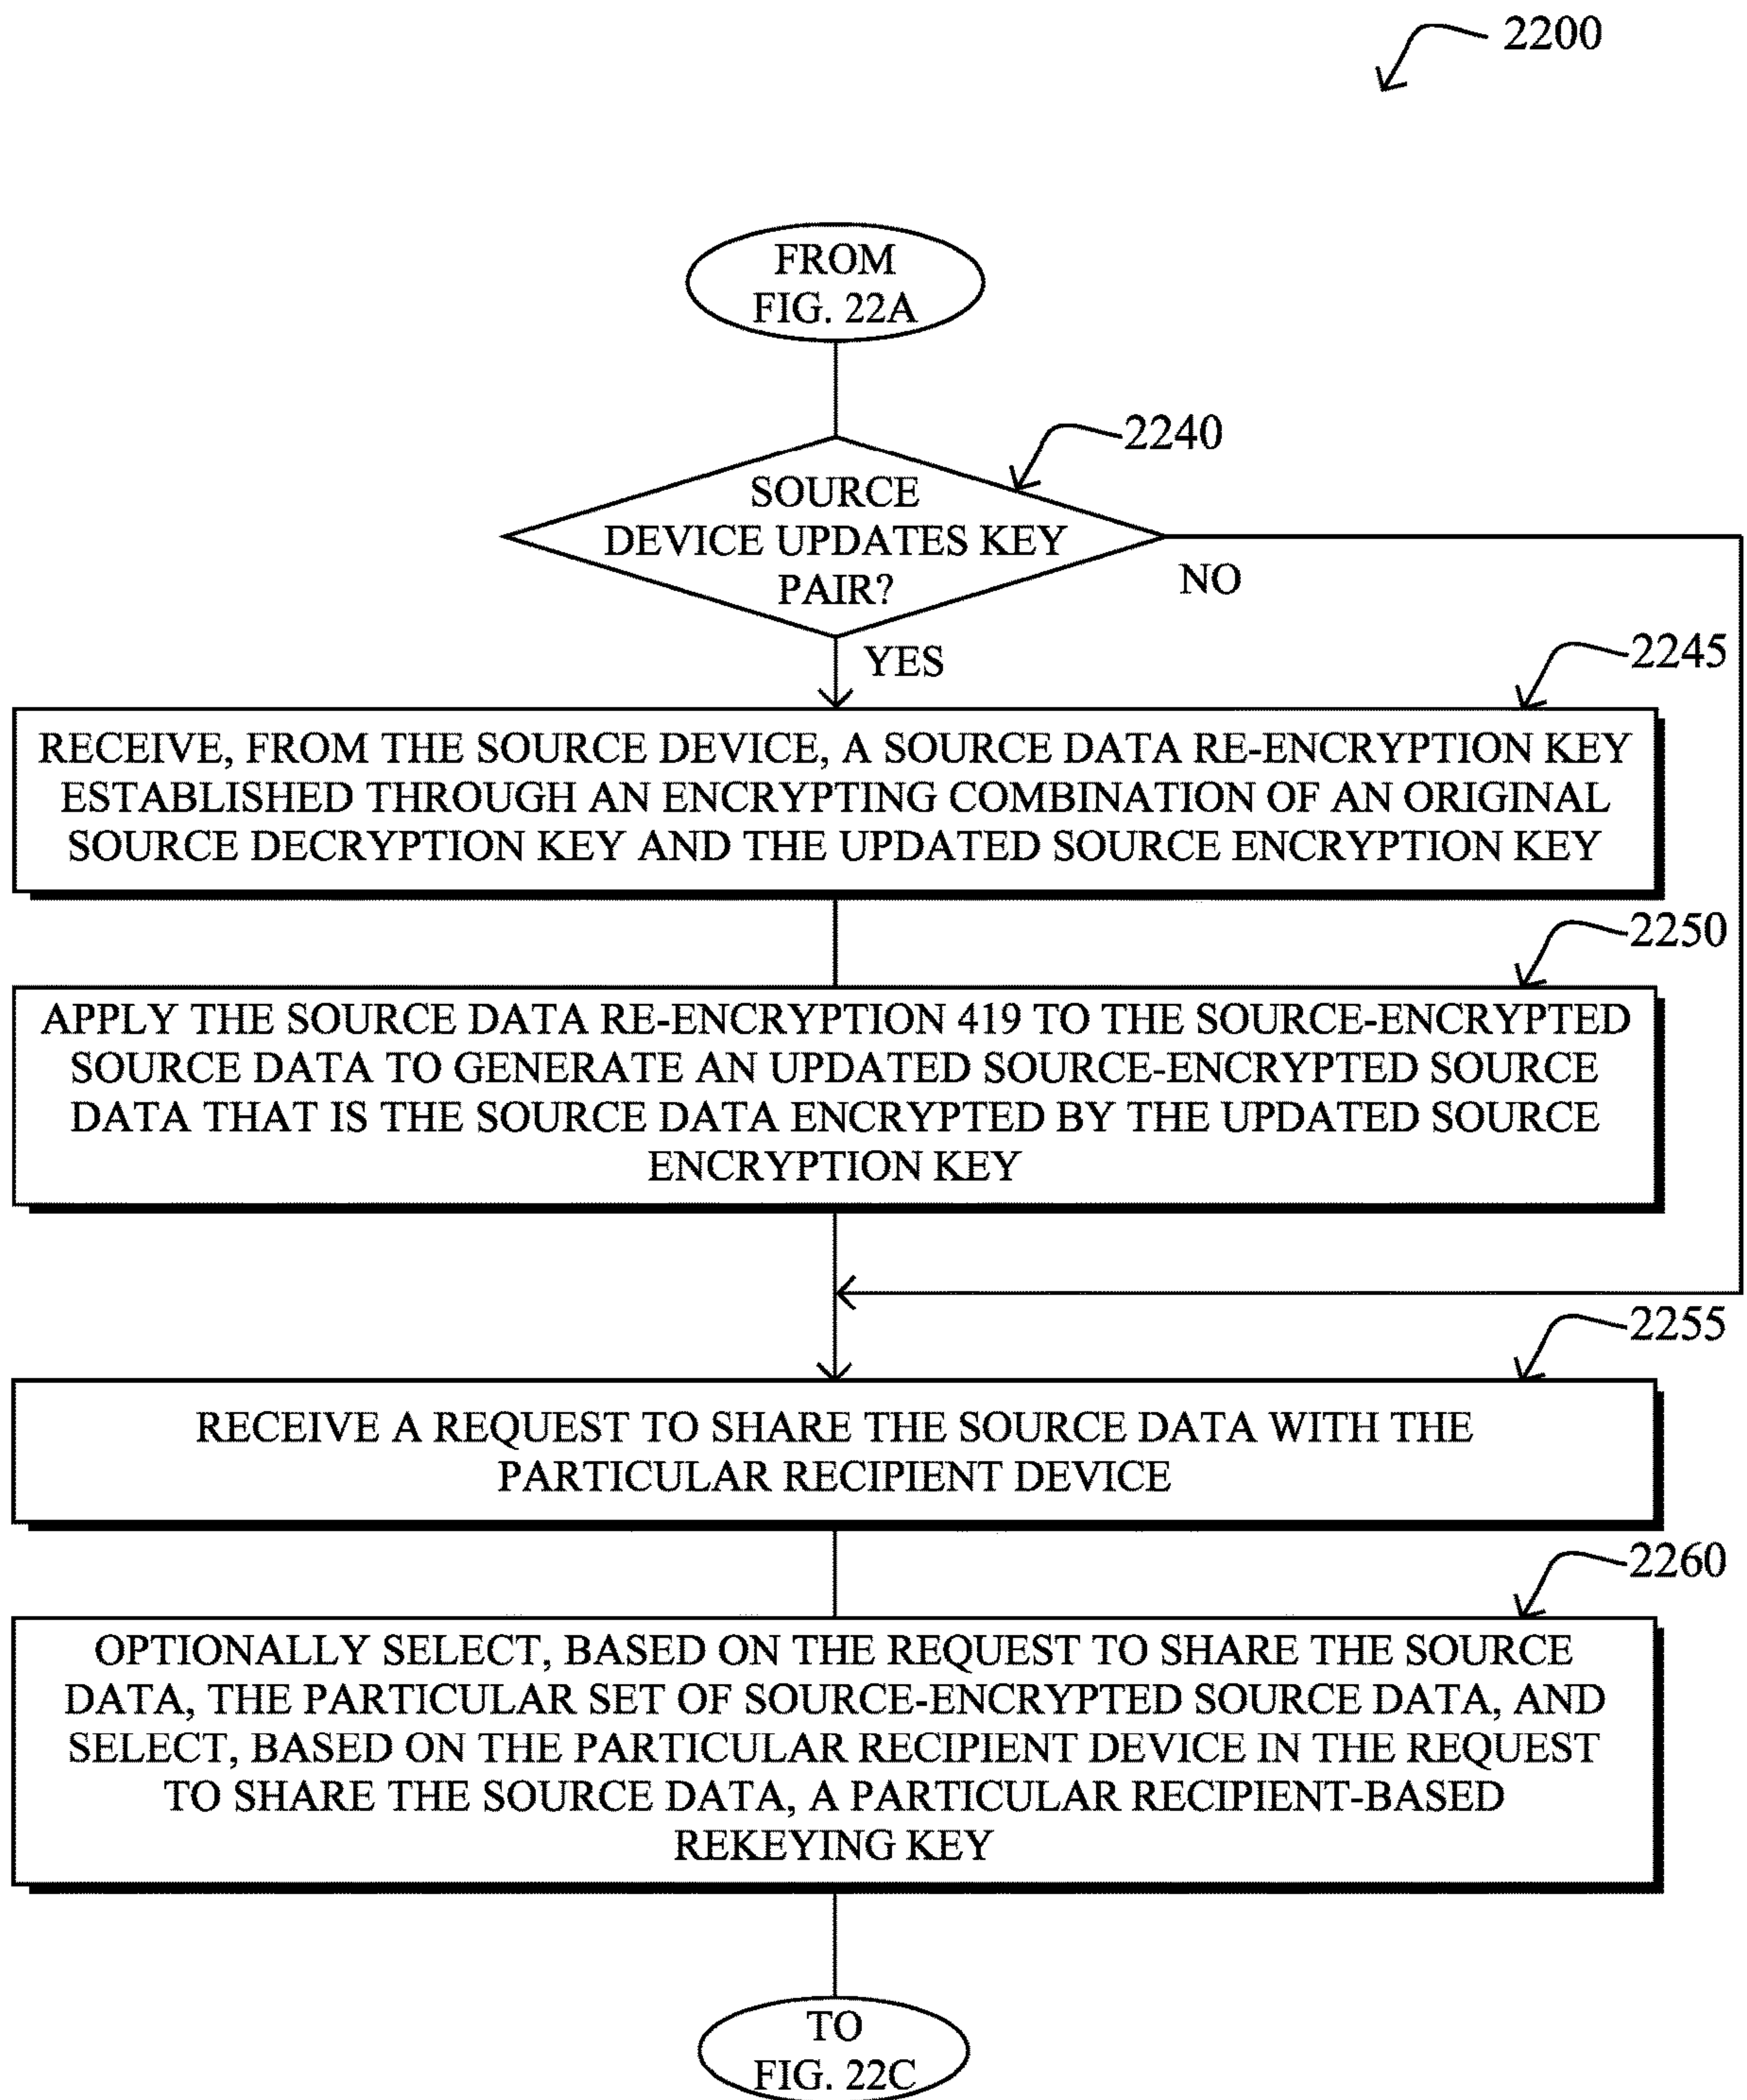 2200
FROM
FIG. 22A
2240
SOURCE
DEVICE UPDATES KEY
PAIR?
NO
YES
2245
RECEIVE, FROM THE SOURCE DEVICE, A SOURCE DATA RE-ENCRYPTION KEY
ESTABLISHED THROUGH AN ENCRYPTING COMBINATION OF AN ORIGINAL
SOURCE DECRYPTION KEY AND THE UPDATED SOURCE ENCRYPTION KEY
2250
APPLY THE SOURCE DATA RE-ENCRYPTION 419 TO THE SOURCE-ENCRYPTED
SOURCE DATA TO GENERATE AN UPDATED SOURCE-ENCRYPTED SOURCE
DATA THAT IS THE SOURCE DATA ENCRYPTED BY THE UPDATED SOURCE
ENCRYPTION KEY
2255
RECEIVE A REQUEST TO SHARE THE SOURCE DATA WITH THE
PARTICULAR RECIPIENT DEVICE
2260
OPTIONALLY SELECT, BASED ON THE REQUEST TO SHARE THE SOURCE
DATA, THE PARTICULAR SET OF SOURCE-ENCRYPTED SOURCE DATA, AND
SELECT, BASED ON THE PARTICULAR RECIPIENT DEVICE IN THE REQUEST
TO SHARE THE SOURCE DATA, A PARTICULAR RECIPIENT-BASED
REKEYING KEY
TO
FIG. 22C